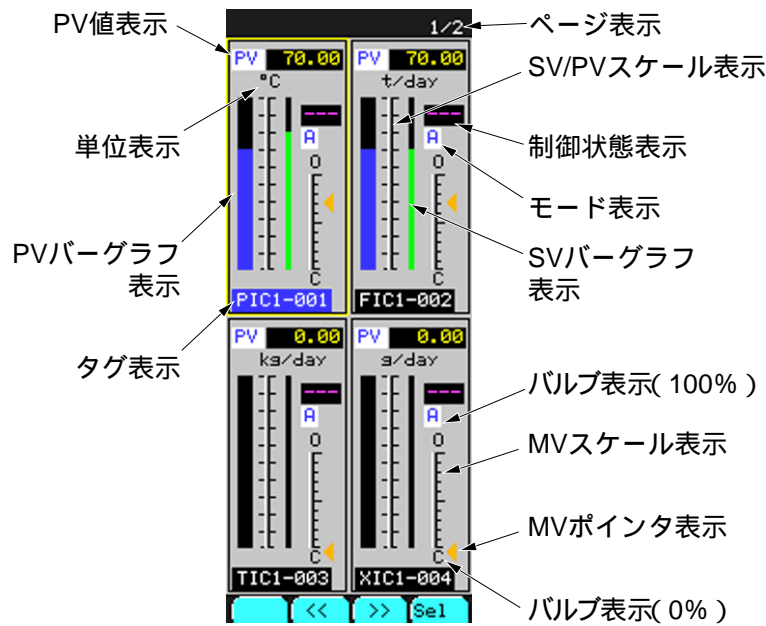 PV値表示
単位表示
PVバーグラフ
表示
タグ表示
1/2
PV 70.00
°C
---
A
O
C
PIC1-001
PV 70.00
t/day
---
A
O
C
FIC1-002
PV 0.00
kg/day
---
A
O
C
TIC1-003
PV 0.00
g/day
---
A
O
C
XIC1-004
<< >> Sel
ページ表示
SV/PVスケール表示
制御状態表示
モード表示
SVバーグラフ
表示
バルブ表示(100%)
MVスケール表示
MVポインタ表示
バルブ表示(0%)